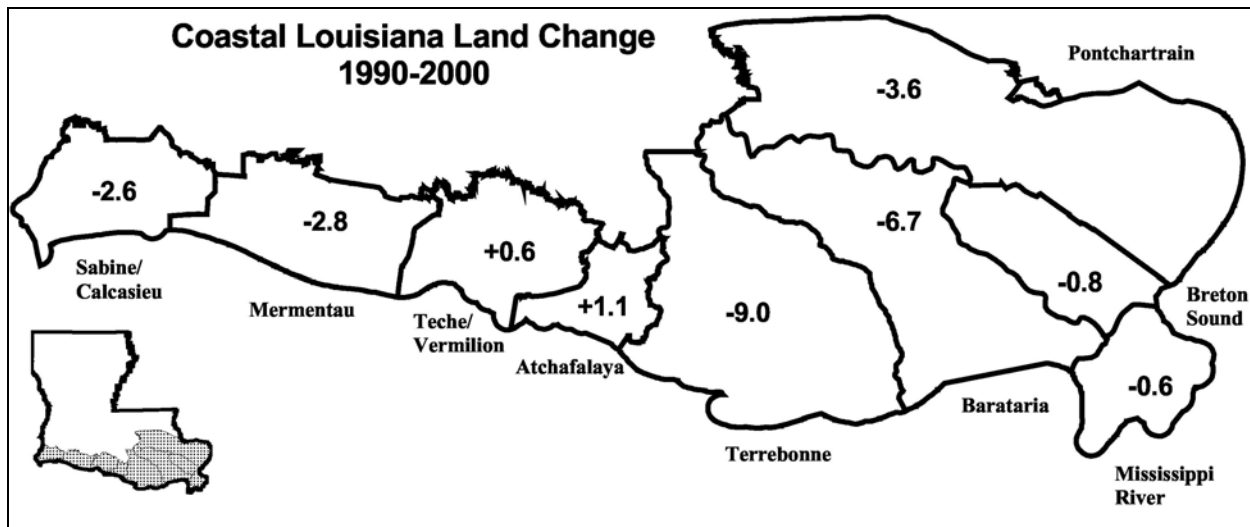 Coastal Louisiana Land Change
1990-2000
Pontchartrain
-3.6
-2.6
-2.8
+0.6
+1.1
-9.0
-6.7
-0.8
-0.6
Sabine/
Calcasieu
Mermentau
Teche/
Vermilion
Atchafalaya
Terrebonne
Barataria
Breton
Sound
Mississippi
River